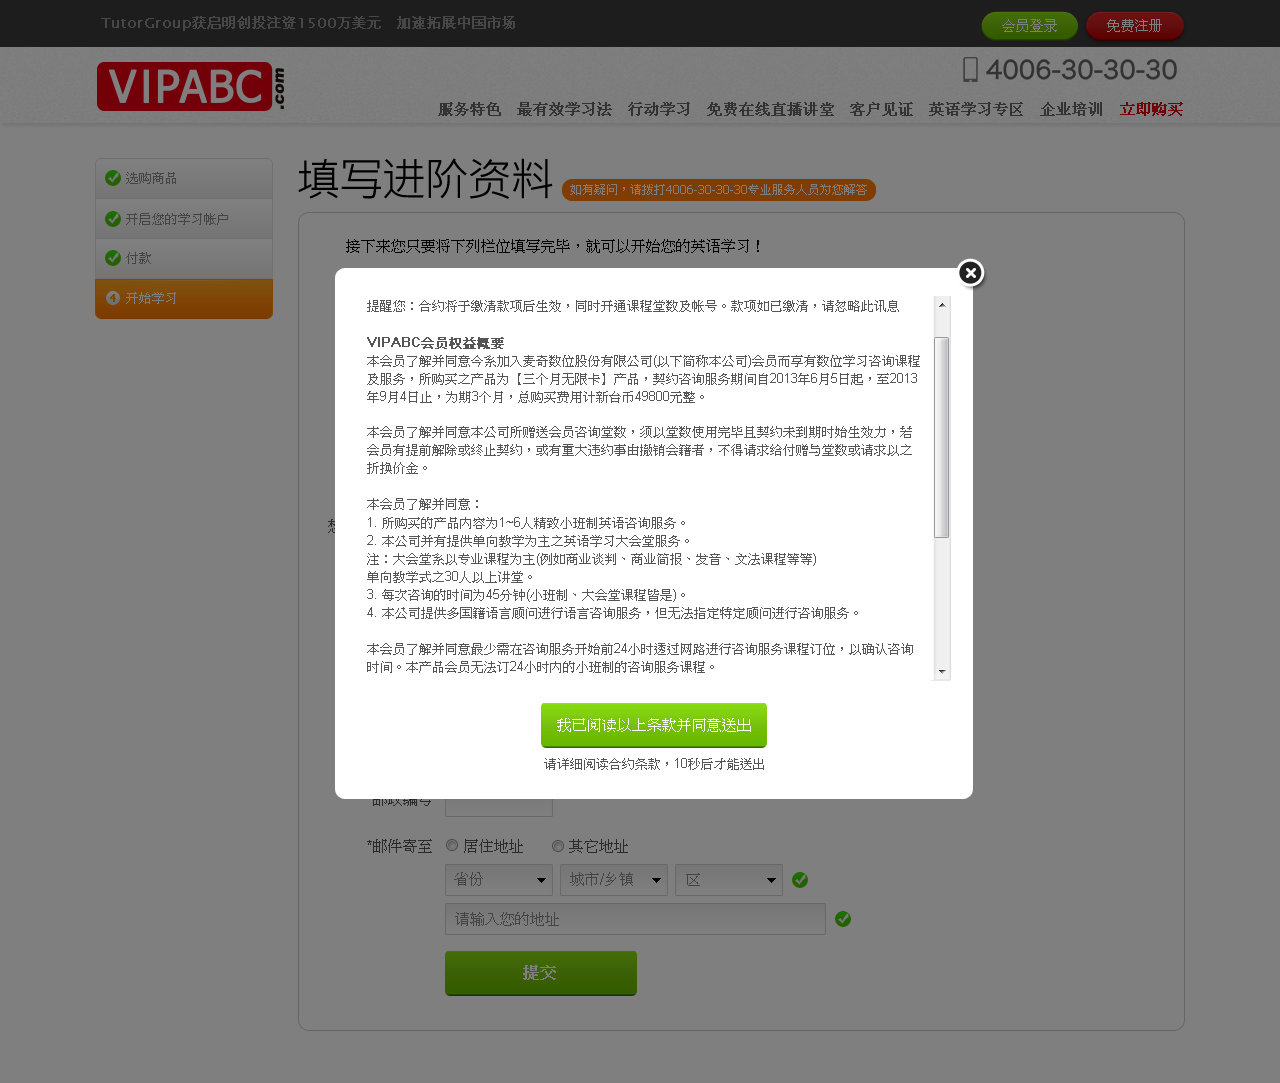 TutorGroup获启明创投注资1500万美元 加速拓展中国市场
会员登录
免费注册
VIPABC.com
4006-30-30-30
服务特色 最有效学习法 行动学习 免费在线直播讲堂 客户见证 英语学习专区 企业培训 立即购买
选购商品
开启您的学习帐户
付款
4 开始学习
填写进阶资料
如有疑问，请拨打4006-30-30-30专业服务人员为您解答
接下来您只要将下列栏位填写完毕，就可以开始您的英语学习！
提醒您：合约将于缴清款项后生效，同时开通课程堂数及帐号。款项如已缴清，请忽略此讯息
VIPABC会员权益概要
本会员了解并同意今系加入麦奇数位股份有限公司(以下简称本公司)会员而享有数位学习咨询课程
及服务，所购买之产品为【三个月无限卡】产品，契约咨询服务期间自2013年6月5日起，至2013
年9月4日止，为期3个月，总购买费用计新台币49800元整。
本会员了解并同意本公司所赠送会员咨询堂数，须以堂数使用完毕且契约未到期时始生效力，若
会员有提前解除或终止契约，或有重大违约事由撤销会籍者，不得请求给付赠与堂数或请求以之
折换价金。
本会员了解并同意：
1. 所购买的产品内容为1~6人精致小班制英语咨询服务。
2. 本公司并有提供单向教学为主之英语学习大会堂服务。
注：大会堂系以专业课程为主(例如商业谈判、商业简报、发音、文法课程等等)
单向教学式之30人以上讲堂。
3. 每次咨询的时间为45分钟(小班制、大会堂课程皆是)。
4. 本公司提供多国籍语言顾问进行语言咨询服务，但无法指定特定顾问进行咨询服务。
本会员了解并同意最少需在咨询服务开始前24小时透过网路进行咨询服务课程订位，以确认咨询
时间。本产品会员无法订24小时内的小班制的咨询服务课程。
我已阅读以上条款并同意送出
请详细阅读合约条款，10秒后才能送出
邮政编号
*邮件寄至 居住地址 其它地址
省份 城市/乡镇 区
请输入您的地址
提交